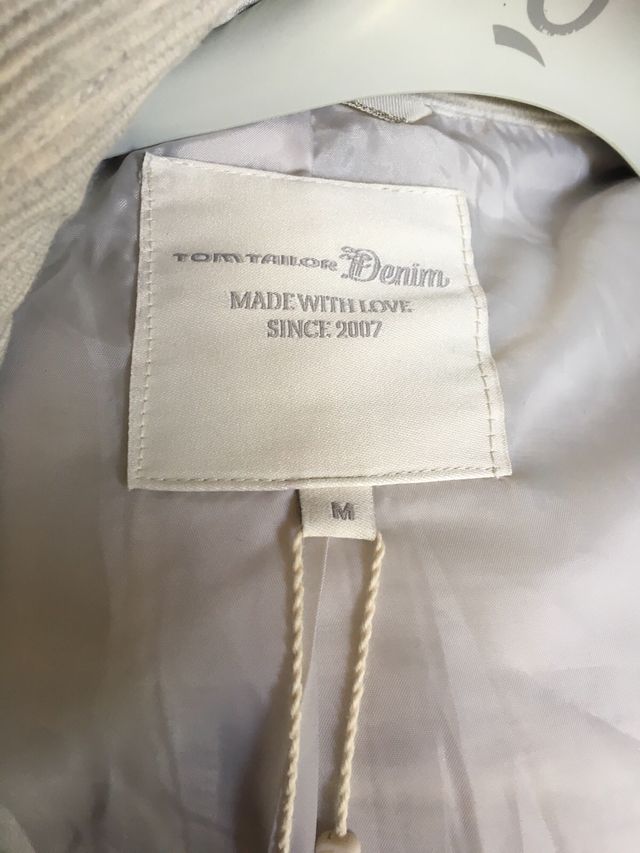 TOM TAILOR Denim
MADE WITH LOVE
SINCE 2007
M